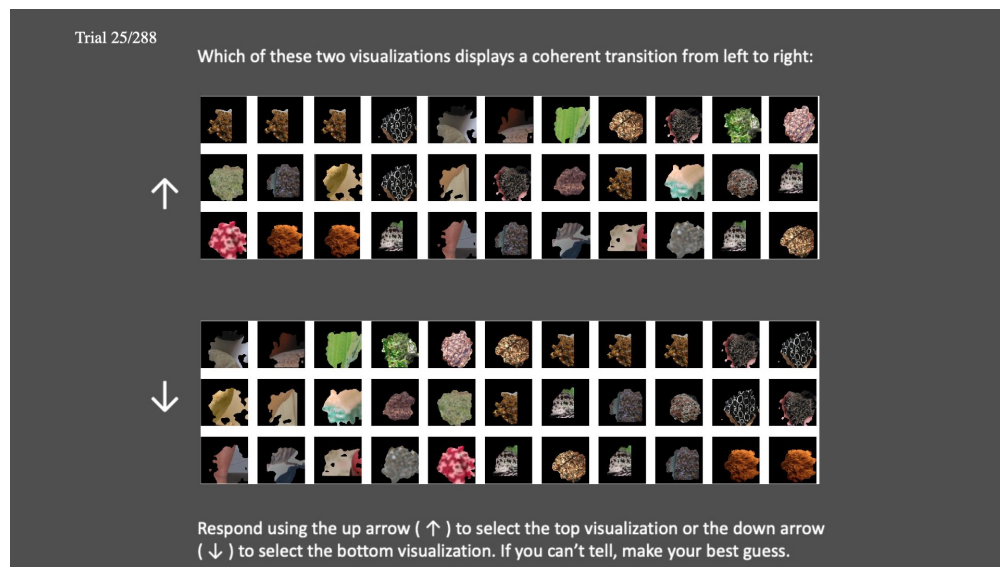 Trial 25/288
Which of these two visualizations displays a coherent transition from left to right:
↑
↓
Respond using the up arrow ( ↑ ) to select the top visualization or the down arrow
( ↓ ) to select the bottom visualization. If you can’t tell, make your best guess.